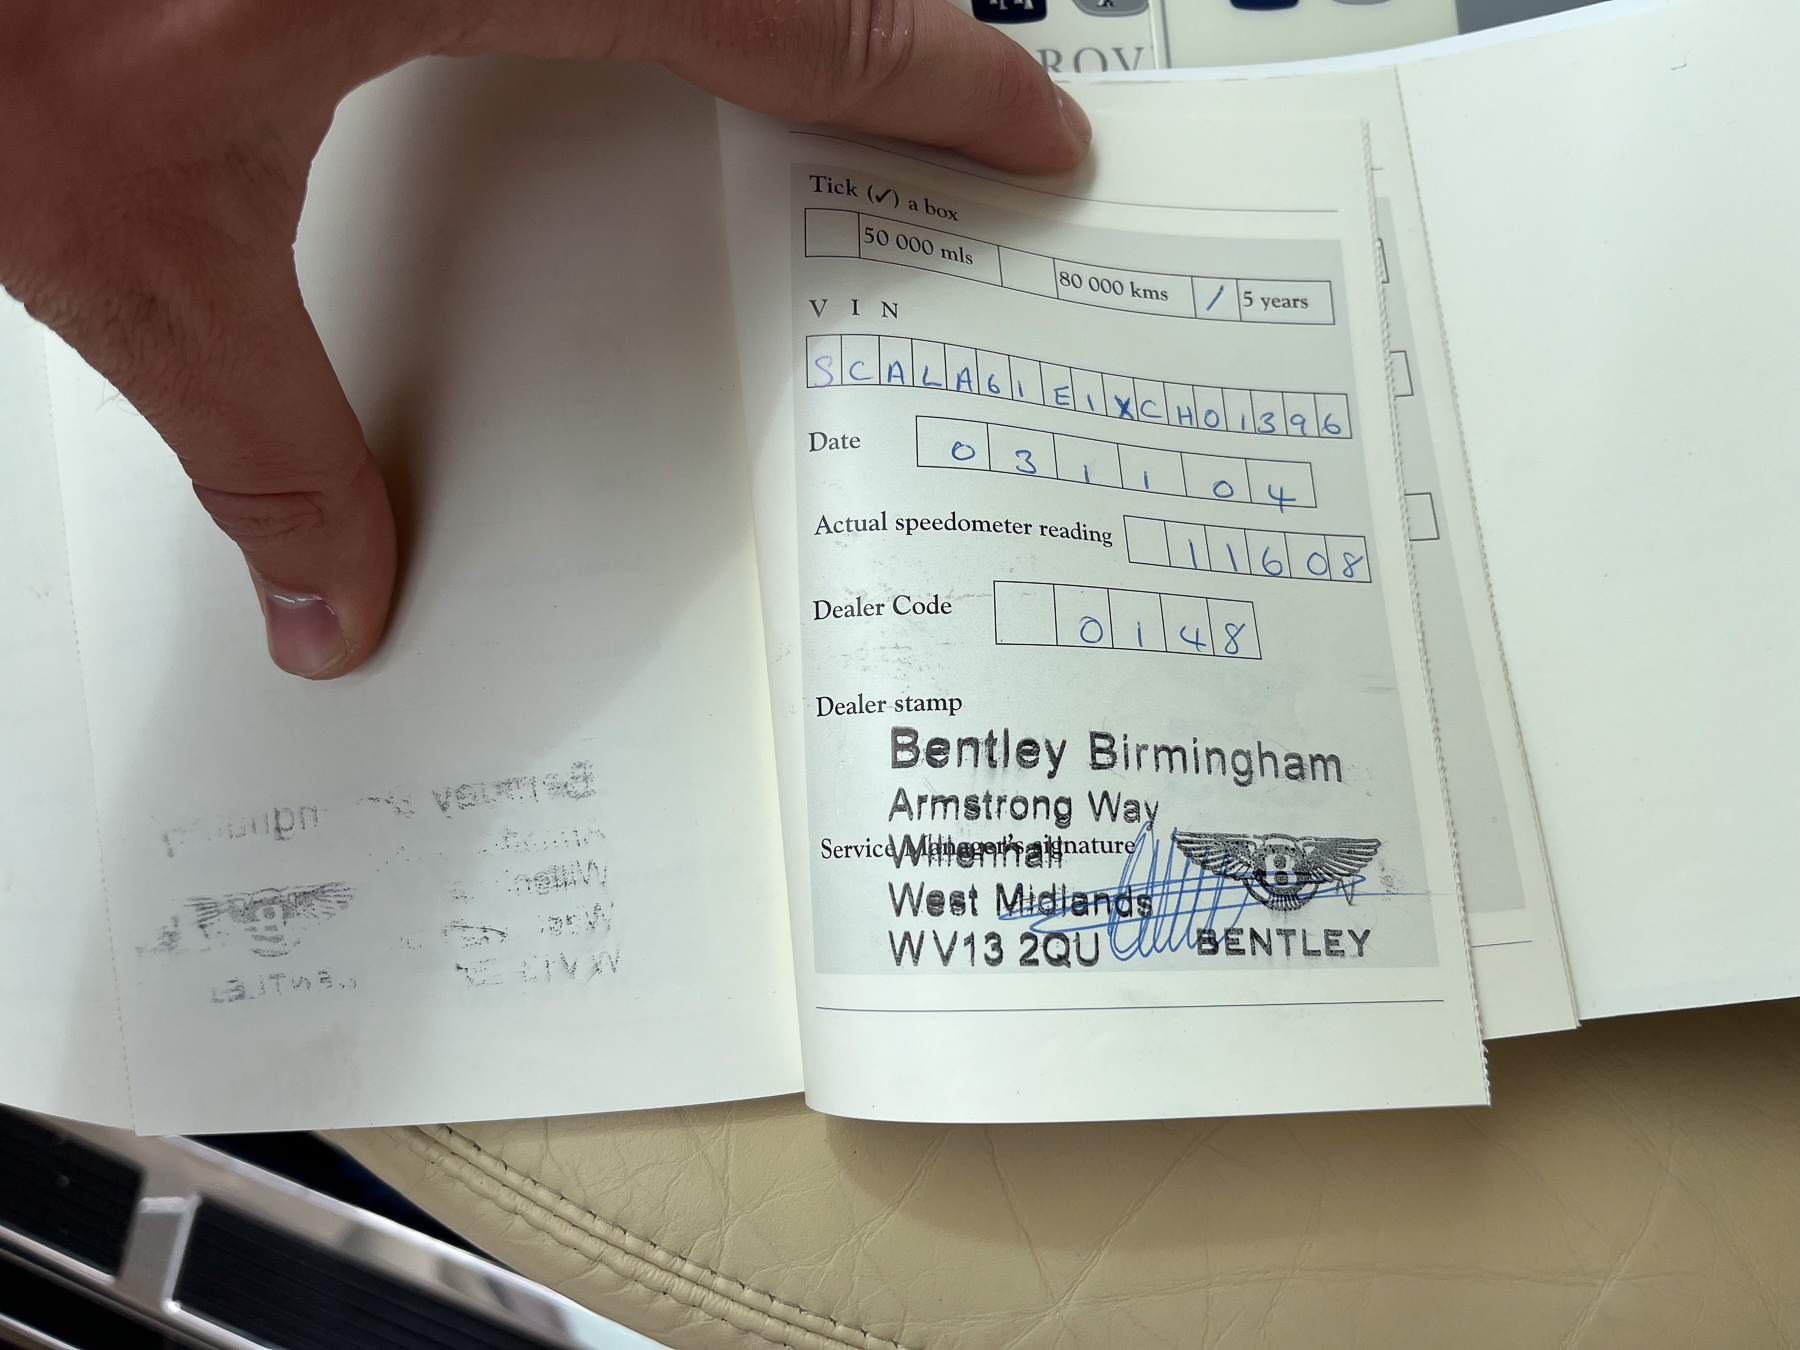 ROV
Tick (✓) a box
50 000 mls
80 000 kms
/ 5 years
V I N
SCALA61E1XCH01396
Date 031104
Actual speedometer reading 11608
Dealer Code 0148
Dealer stamp
Bentley Birmingham
Armstrong Way
Service Manager's signature
Willenhall
West Midlands
WV13 2QU
BENTLEY